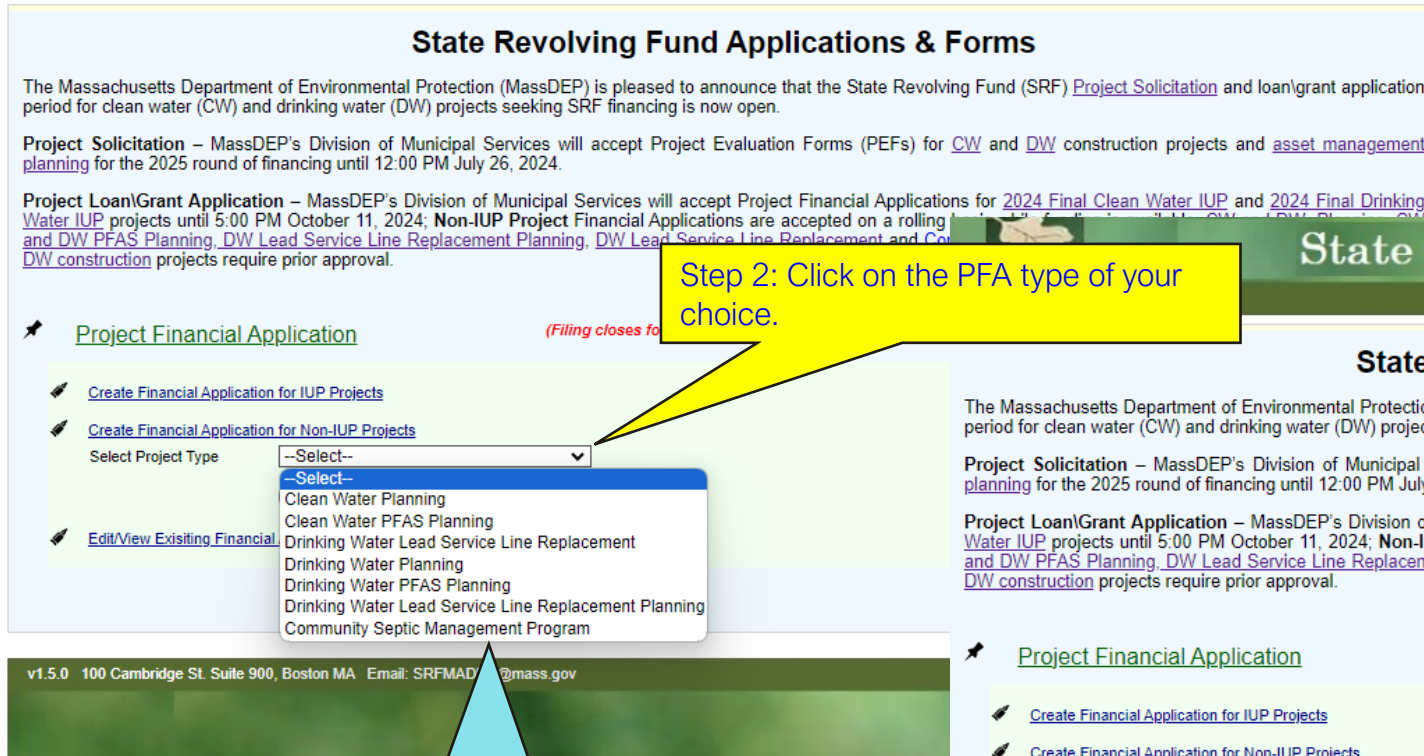 State Revolving Fund Applications & Forms
The Massachusetts Department of Environmental Protection (MassDEP) is pleased to announce that the State Revolving Fund (SRF) Project Solicitation and loan\grant application
period for clean water (CW) and drinking water (DW) projects seeking SRF financing is now open.
Project Solicitation – MassDEP's Division of Municipal Services will accept Project Evaluation Forms (PEFs) for CW and DW construction projects and asset management
planning for the 2025 round of financing until 12:00 PM July 26, 2024.
Project Loan\Grant Application – MassDEP's Division of Municipal Services will accept Project Financial Applications for 2024 Final Clean Water IUP and 2024 Final Drinking
Water IUP projects until 5:00 PM October 11, 2024; Non-IUP Project Financial Applications are accepted on a rolling
and DW PFAS Planning, DW Lead Service Line Replacement Planning, DW Lead Service Line Replacement and
DW construction projects require prior approval.
Step 2: Click on the PFA type of your
choice.
Project Financial Application
(Filing closes fo
Create Financial Application for IUP Projects
Create Financial Application for Non-IUP Projects
Select Project Type
--Select--
--Select--
Clean Water Planning
Clean Water PFAS Planning
Drinking Water Lead Service Line Replacement
Drinking Water Planning
Drinking Water PFAS Planning
Drinking Water Lead Service Line Replacement Planning
Community Septic Management Program
Edit/View Exisiting Financial
v1.5.0 100 Cambridge St. Suite 900, Boston MA Email: SRFMAD @mass.gov
State
State
The Massachusetts Department of Environmental Protectio
period for clean water (CW) and drinking water (DW) projec
Project Solicitation – MassDEP's Division of Municipal
planning for the 2025 round of financing until 12:00 PM July
Project Loan\Grant Application – MassDEP's Division o
Water IUP projects until 5:00 PM October 11, 2024; Non-I
and DW PFAS Planning, DW Lead Service Line Replacem
DW construction projects require prior approval.
Project Financial Application
Create Financial Application for IUP Projects
Create Financial Application for Non-IUP Projects